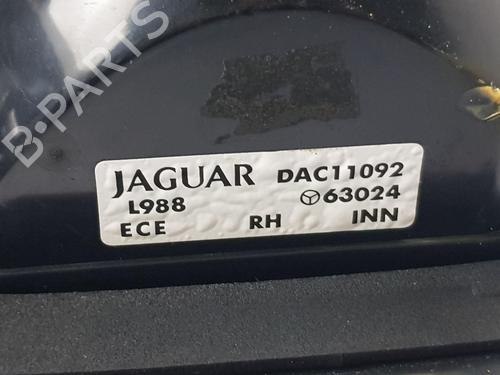 B-PARTS
JAGUAR DAC11092
L988 63024
ECE RH INN